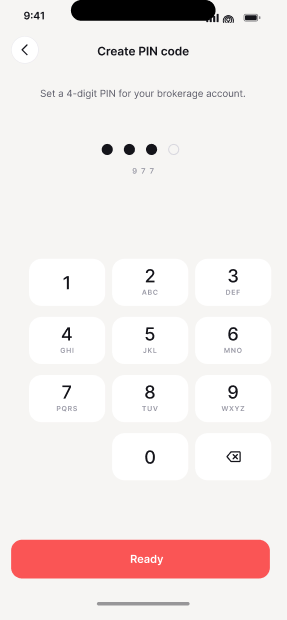 9:41
Create PIN code
Set a 4-digit PIN for your brokerage account.
9 7 7
1
2
ABC
3
DEF
4
GHI
5
JKL
6
MNO
7
PQRS
8
TUV
9
WXYZ
0
Ready